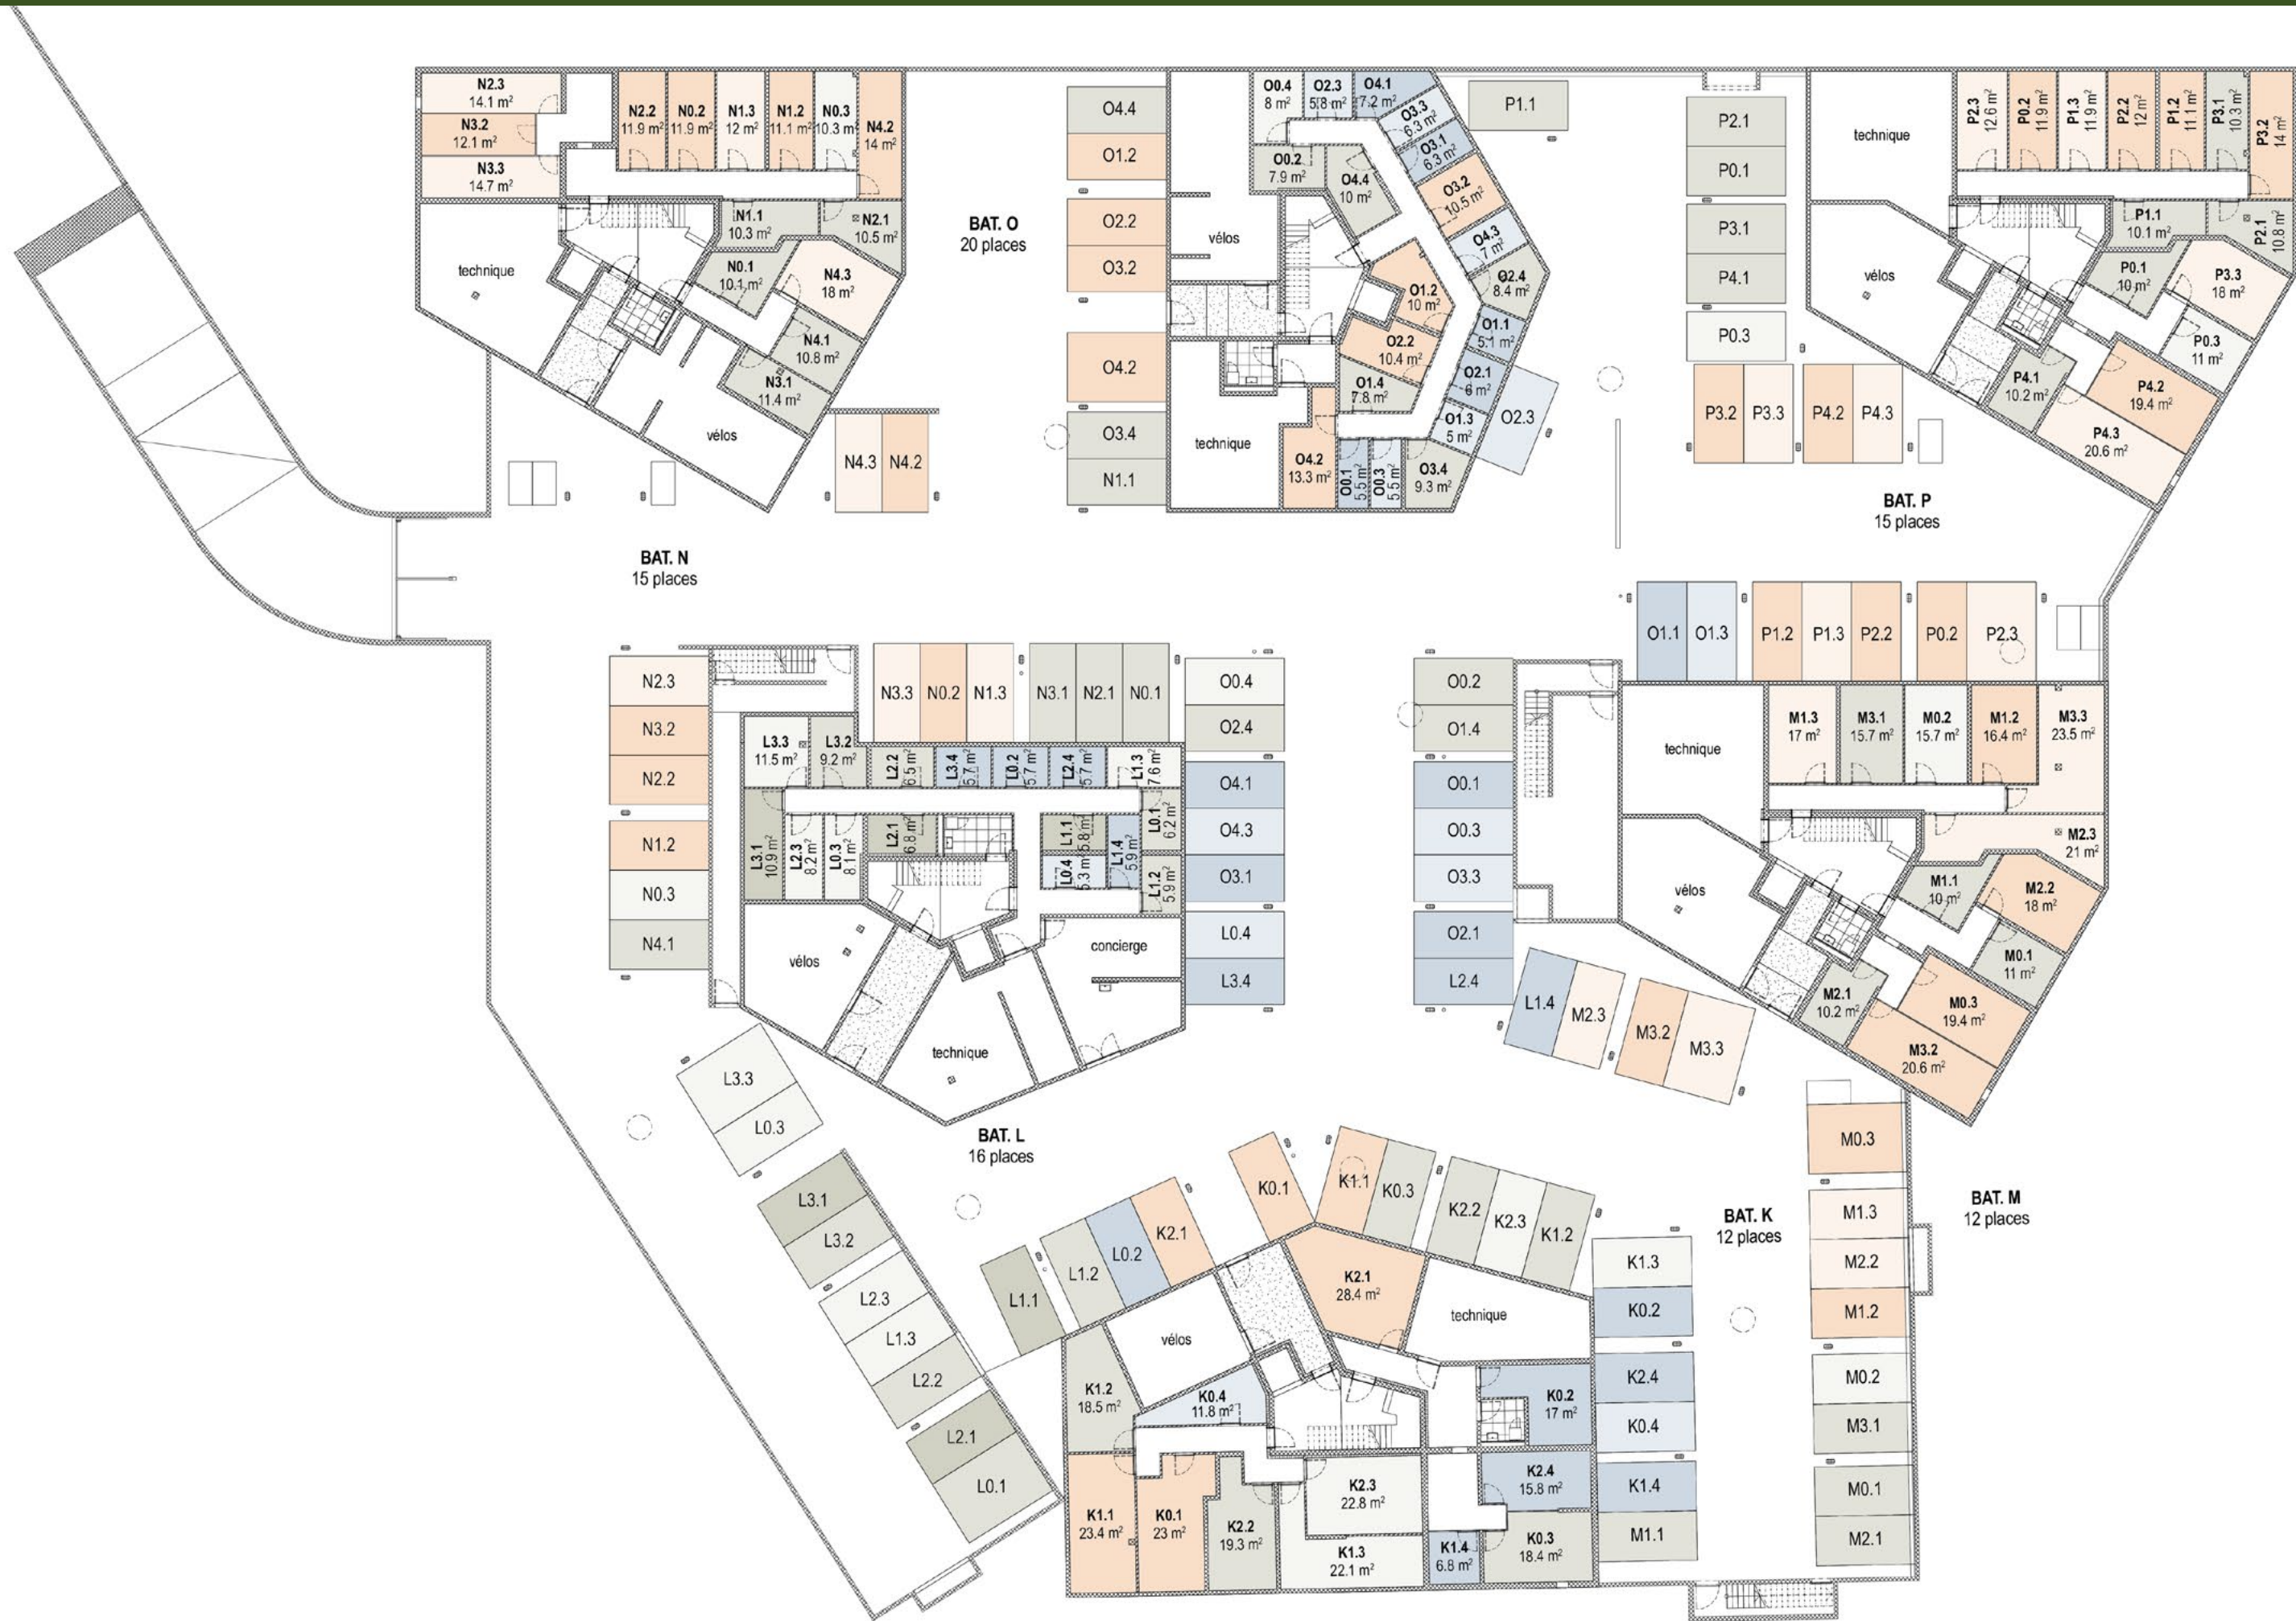 N2.3
14.1 m²
N3.2
12.1 m²
N3.3
14.7 m²
N2.2
11.9 m²
N0.2
11.9 m²
N1.3
12 m²
N1.2
11.1 m²
N0.3
10.3 m²
N4.2
14 m²
N1.1
10.3 m²
N2.1
10.5 m²
N0.1
10.1 m²
N4.3
18 m²
N4.1
10.8 m²
N3.1
11.4 m²
technique
vélos
N4.3
N4.2
BAT. N
15 places
BAT. O
20 places
O4.4
O1.2
O2.2
O3.2
O4.2
O3.4
N1.1
O0.4
8 m²
O2.3
5.8 m²
O4.1
7.2 m²
O3.3
6.3 m²
O3.1
6.3 m²
O3.2
10.5 m²
O4.3
7 m²
O2.4
8.4 m²
O0.2
7.9 m²
O4.4
10 m²
vélos
O1.2
10 m²
O2.2
10.4 m²
O1.4
7.8 m²
O1.1
5.1 m²
O2.1
6 m²
O1.3
5 m²
O2.3
technique
O4.2
13.3 m²
O0.1
5.5 m²
O0.3
5.5 m²
O3.4
9.3 m²
P1.1
P2.1
P0.1
P3.1
P4.1
P0.3
P3.2
P3.3
P4.2
P4.3
technique
P2.3
12.6 m²
P0.2
11.9 m²
P1.3
11.9 m²
P2.2
12 m²
P1.2
11.1 m²
P3.1
10.3 m²
P3.2
14 m²
P1.1
10.1 m²
P2.1
10.8 m²
vélos
P0.1
10 m²
P3.3
18 m²
P0.3
11 m²
P4.1
10.2 m²
P4.2
19.4 m²
P4.3
20.6 m²
BAT. P
15 places
O1.1
O1.3
P1.2
P1.3
P2.2
P0.2
P2.3
N2.3
N3.2
N2.2
N1.2
N0.3
N4.1
N3.3
N0.2
N1.3
N3.1
N2.1
N0.1
O0.4
O2.4
O4.1
O4.3
O3.1
L0.4
L3.4
L3.3
11.5 m²
L3.2
9.2 m²
L2.2
6.5 m²
L3.4
5.7 m²
L0.2
5.7 m²
L2.4
5.7 m²
L1.3
7.6 m²
L3.1
10.9 m²
L2.3
8.2 m²
L0.3
8.1 m²
L2.1
6.8 m²
L1.1
5.8 m²
L0.4
5.3 m²
L1.4
5.9 m²
L0.1
6.2 m²
L1.2
5.9 m²
vélos
concierge
technique
O0.2
O1.4
O0.1
O0.3
O3.3
O2.1
L2.4
L1.4
M2.3
M3.2
M3.3
technique
M1.3
17 m²
M3.1
15.7 m²
M0.2
15.7 m²
M1.2
16.4 m²
M3.3
23.5 m²
M2.3
21 m²
vélos
M1.1
10 m²
M2.2
18 m²
M0.1
11 m²
M2.1
10.2 m²
M0.3
19.4 m²
M3.2
20.6 m²
L3.3
L0.3
BAT. L
16 places
L3.1
L3.2
L2.3
L1.3
L2.2
L2.1
L0.1
L1.1
L1.2
L0.2
K2.1
K0.1
K1.1
K0.3
K2.2
K2.3
K1.2
BAT. K
12 places
BAT. M
12 places
K1.3
K0.2
K2.4
K0.4
K1.4
M1.1
M0.3
M1.3
M2.2
M1.2
M0.2
M3.1
M0.1
M2.1
K2.1
28.4 m²
technique
vélos
K1.2
18.5 m²
K0.4
11.8 m²
K0.2
17 m²
K1.1
23.4 m²
K0.1
23 m²
K2.2
19.3 m²
K2.3
22.8 m²
K1.3
22.1 m²
K2.4
15.8 m²
K1.4
6.8 m²
K0.3
18.4 m²